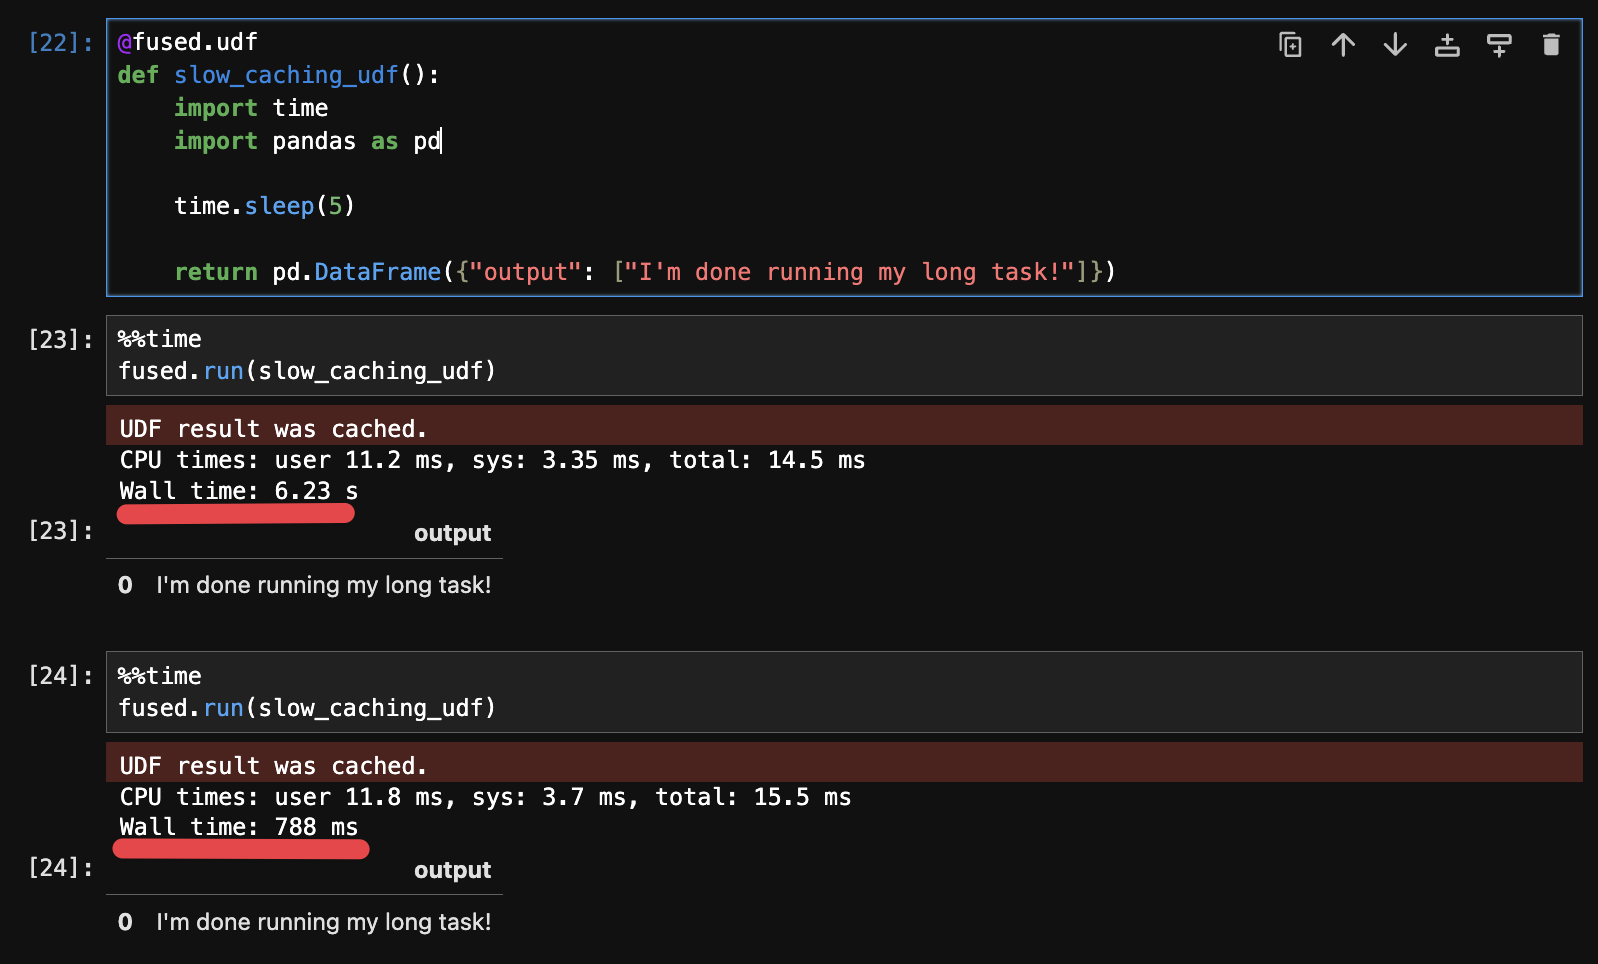 [22]:
@fused.udf
def slow_caching_udf():
    import time
    import pandas as pd

    time.sleep(5)

    return pd.DataFrame({"output": ["I'm done running my long task!"]})
[23]:
%%time
fused.run(slow_caching_udf)
UDF result was cached.
CPU times: user 11.2 ms, sys: 3.35 ms, total: 14.5 ms
Wall time: 6.23 s
[23]:
output
0 I'm done running my long task!
[24]:
%%time
fused.run(slow_caching_udf)
UDF result was cached.
CPU times: user 11.8 ms, sys: 3.7 ms, total: 15.5 ms
Wall time: 788 ms
[24]:
output
0 I'm done running my long task!